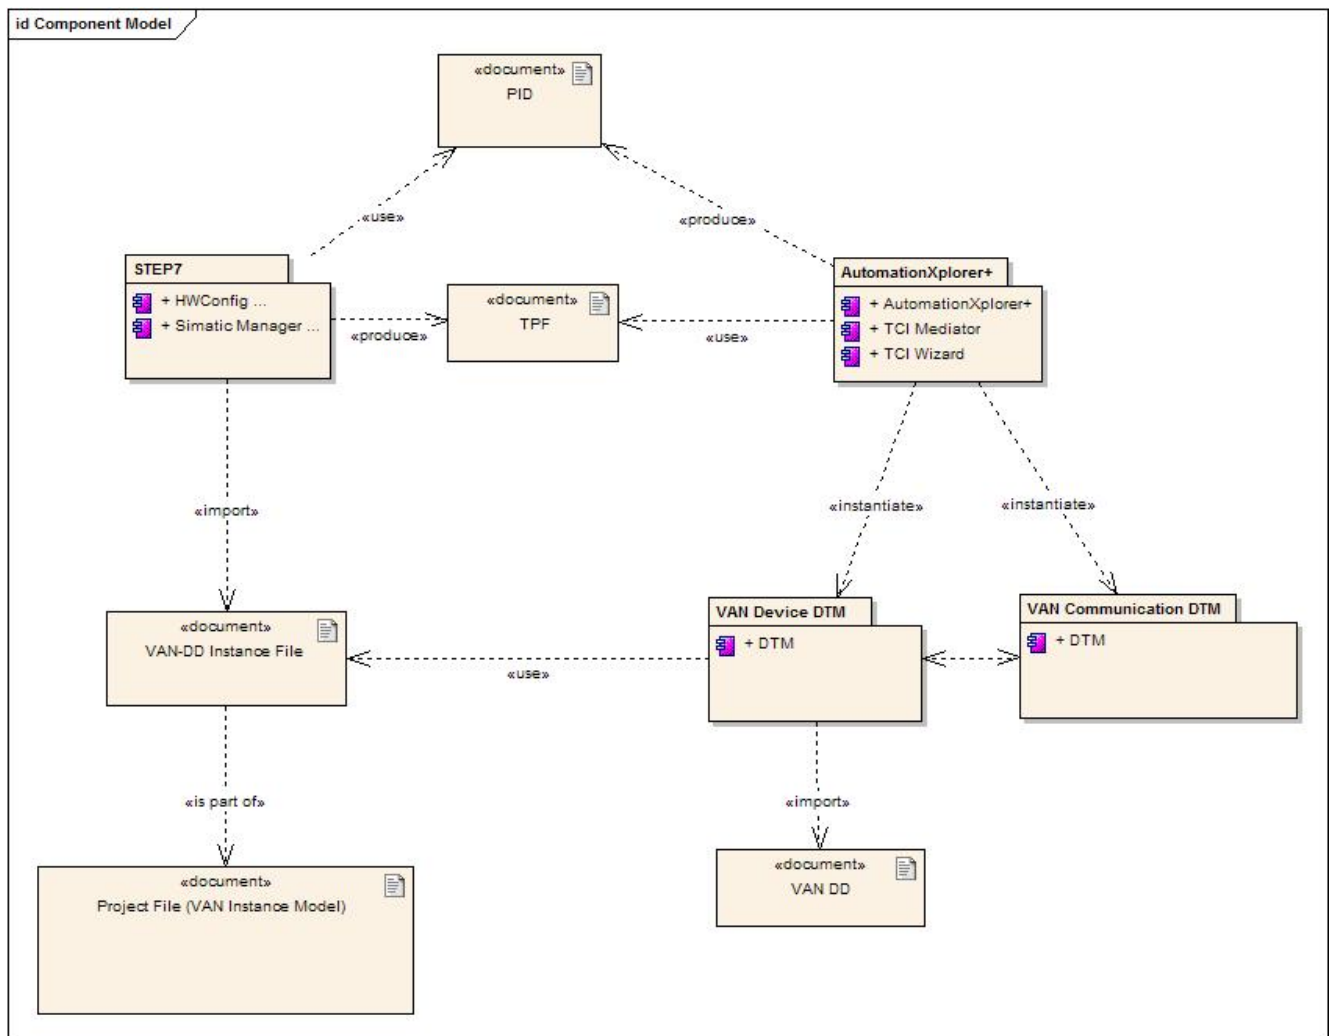 id Component Model
«document»
PID
«use»
«produce»
STEP7
+ HWConfig ...
+ Simatic Manager ...
«produce»
«document»
TPF
«use»
AutomationXplorer+
+ AutomationXplorer+
+ TCI Mediator
+ TCI Wizard
«import»
«instantiate»
«instantiate»
«document»
VAN-DD Instance File
«use»
VAN Device DTM
+ DTM
VAN Communication DTM
+ DTM
«is part of»
«import»
«document»
Project File (VAN Instance Model)
«document»
VAN DD